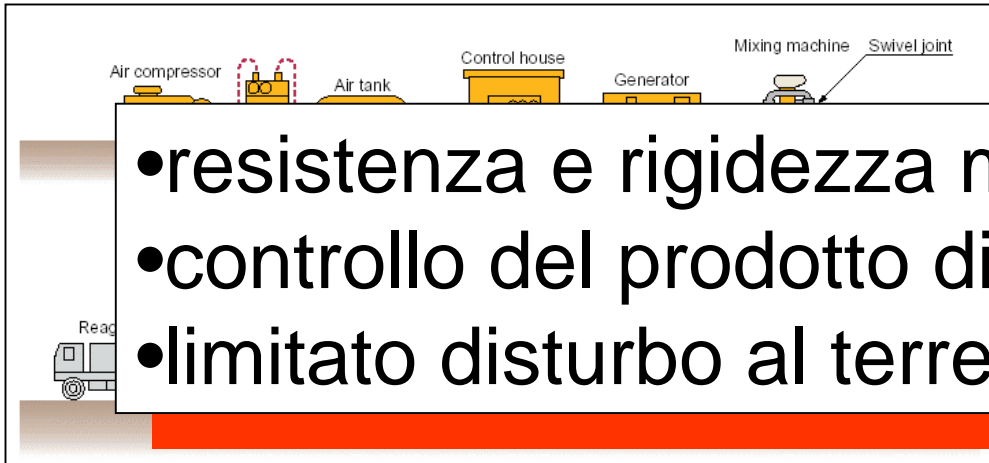 Mixing machine Swivel joint
Control house
Air compressor
Air tank
Generator
•resistenza e rigidezza
•controllo del prodotto di
•limitato disturbo al terre
Reag